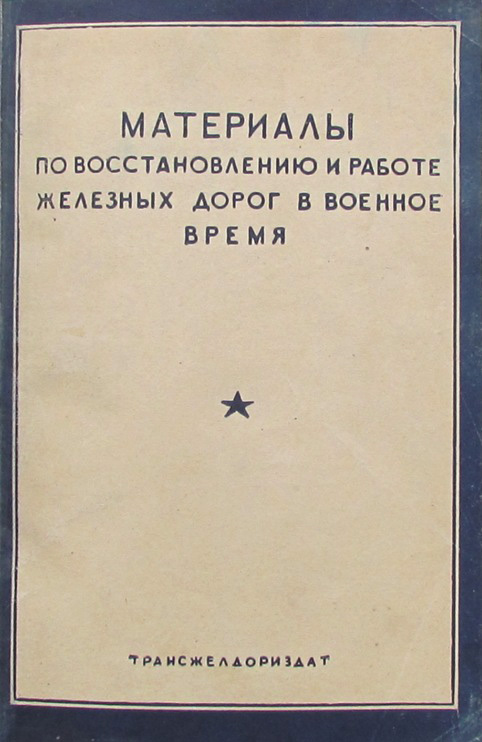 МАТЕРИАЛЫ
ПО ВОССТАНОВЛЕНИЮ И РАБОТЕ
ЖЕЛЕЗНЫХ ДОРОГ В ВОЕННОЕ
ВРЕМЯ
ТРАНСЖЕЛДОРИЗДАТ